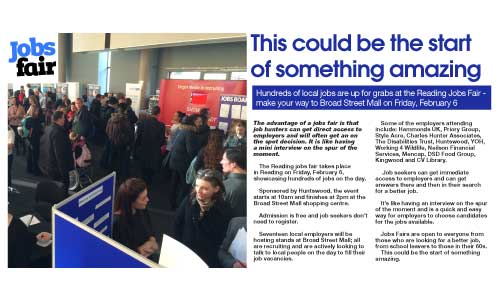 Jobs
fair
Virgin Media is recruiting
JOBS BOARD
This could be the start
of something amazing
Hundreds of local jobs are up for grabs at the Reading Jobs Fair -
make your way to Broad Street Mall on Friday, February 6
The advantage of a jobs fair is that
job hunters can get direct access to
employers and will often get an on
the spot decision. It is like having
a mini interview on the spur of the
moment.
The Reading jobs fair takes place
in Reading on Friday, February 6,
showcasing hundreds of jobs on the day.
Sponsored by Huntswood, the event
starts at 10am and finishes at 2pm at the
Broad Street Mall shopping centre.
Admission is free and job seekers don't
need to register.
Seventeen local employers will be
hosting stands at Broad Street Mall; all
are recruiting and are actively looking to
talk to local people on the day to fill their
job vacancies.
Some of the employers attending
include: Hammonds UK, Priory Group,
Style Acre, Charles Hunter Associates,
The Disabilities Trust, Huntswood, YOH,
Working 4 Wildlife, Neilson Financial
Services, Mencap, DSD Food Group,
Kingwood and CV Library.
Job seekers can get immediate
access to employers and can get
answers there and then in their search
for a better job.
It's like having an interview on the spur
of the moment and is a quick and easy
way for employers to choose candidates
for the jobs available.
Jobs Fairs are open to everyone from
those who are looking for a better job,
from school leavers to those in their 60s.
This could be the start of something
amazing.